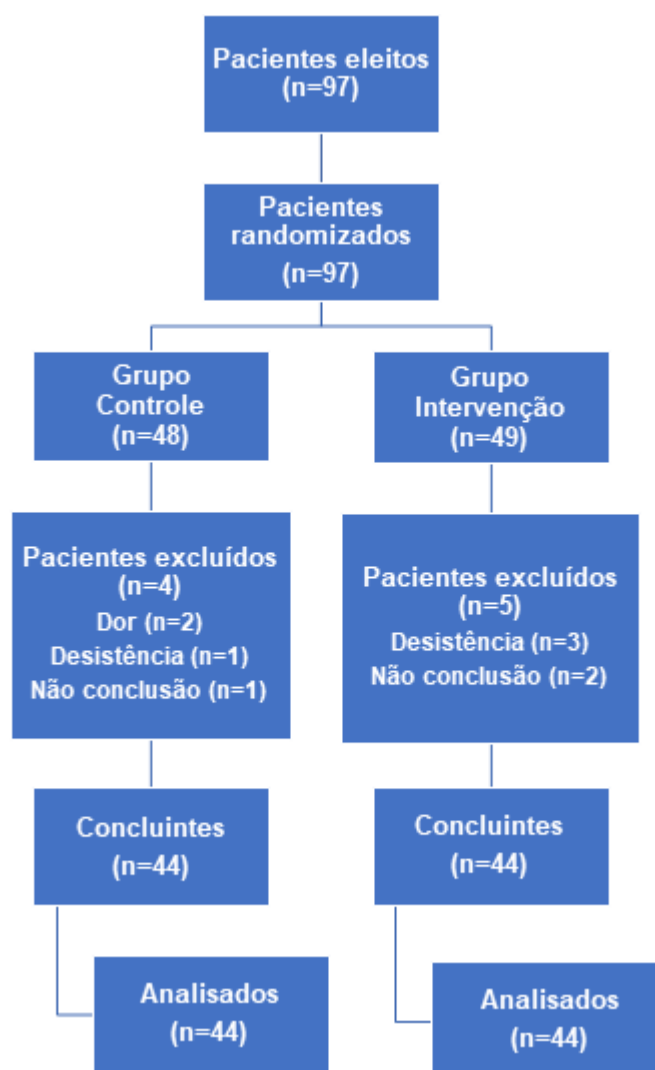 Pacientes eleitos
(n=97)
Pacientes
randomizados
(n=97)
Grupo
Controle
(n=48)
Grupo
Intervenção
(n=49)
Pacientes excluídos
(n=4)
Dor (n=2)
Desistência (n=1)
Não conclusão (n=1)
Pacientes excluídos
(n=5)
Desistência (n=3)
Não conclusão (n=2)
Concluintes
(n=44)
Concluintes
(n=44)
Analisados
(n=44)
Analisados
(n=44)